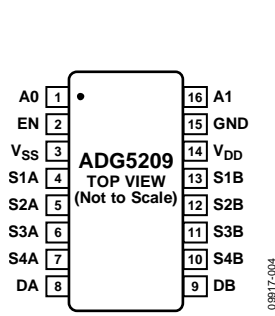 A0 1 16 A1
EN 2 15 GND
VSS 3 14 VDD
S1A 4 13 S1B
S2A 5 12 S2B
S3A 6 11 S3B
S4A 7 10 S4B
DA 8 9 DB
ADG5209
TOP VIEW
(Not to Scale)
09917-004